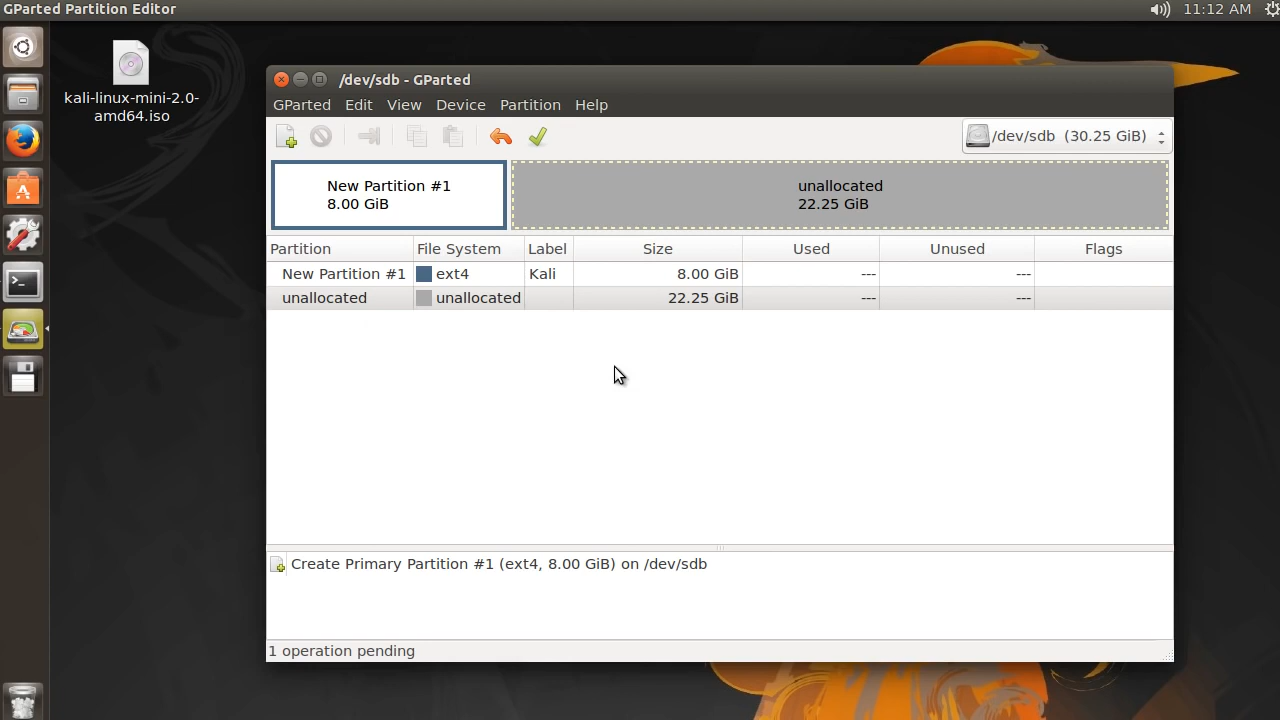 GParted Partition Editor
11:12 AM
kali-linux-mini-2.0-
amd64.iso
/dev/sdb - GParted
GParted Edit View Device Partition Help
/dev/sdb (30.25 GiB)
New Partition #1
8.00 GiB
unallocated
22.25 GiB
Partition File System Label Size Used Unused Flags
New Partition #1 ext4 Kali 8.00 GiB --- ---
unallocated unallocated 22.25 GiB --- ---
Create Primary Partition #1 (ext4, 8.00 GiB) on /dev/sdb
1 operation pending